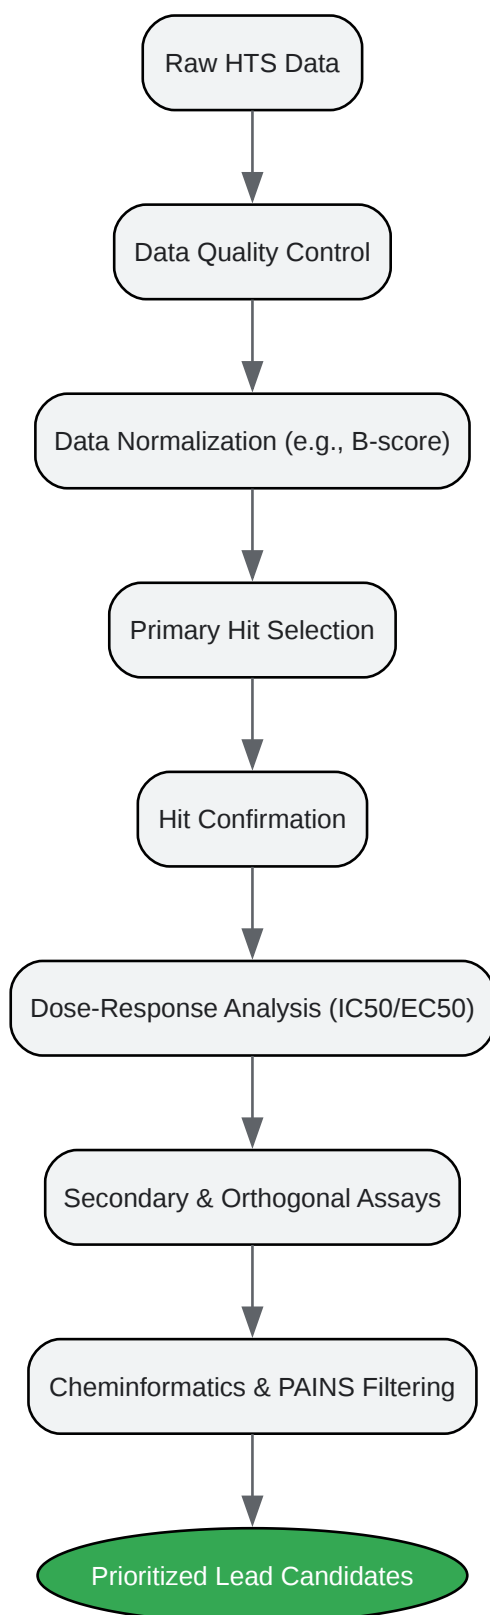 Raw HTS Data
Data Quality Control
Data Normalization (e.g., B-score)
Primary Hit Selection
Hit Confirmation
Dose-Response Analysis (IC50/EC50)
Secondary & Orthogonal Assays
Cheminformatics & PAINS Filtering
Prioritized Lead Candidates